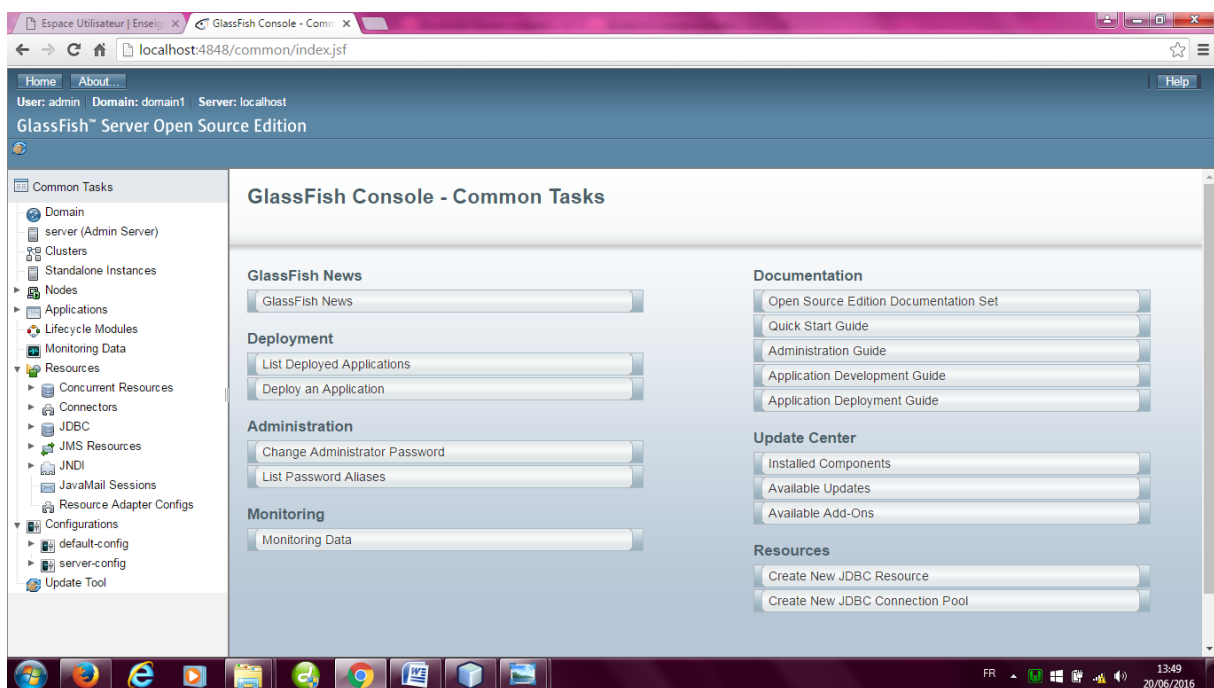 Espace Utilisateur | Enseig
GlassFish Console - Comm
localhost:4848/common/index.jsf
Home
About...
Help
User: admin Domain: domain1 Server: localhost
GlassFish™ Server Open Source Edition
Common Tasks
Domain
server (Admin Server)
Clusters
Standalone Instances
Nodes
Applications
Lifecycle Modules
Monitoring Data
Resources
Concurrent Resources
Connectors
JDBC
JMS Resources
JNDI
JavaMail Sessions
Resource Adapter Configs
Configurations
default-config
server-config
Update Tool
GlassFish Console - Common Tasks
GlassFish News
GlassFish News
Deployment
List Deployed Applications
Deploy an Application
Administration
Change Administrator Password
List Password Aliases
Monitoring
Monitoring Data
Documentation
Open Source Edition Documentation Set
Quick Start Guide
Administration Guide
Application Development Guide
Application Deployment Guide
Update Center
Installed Components
Available Updates
Available Add-Ons
Resources
Create New JDBC Resource
Create New JDBC Connection Pool
FR
13:49
20/06/2016